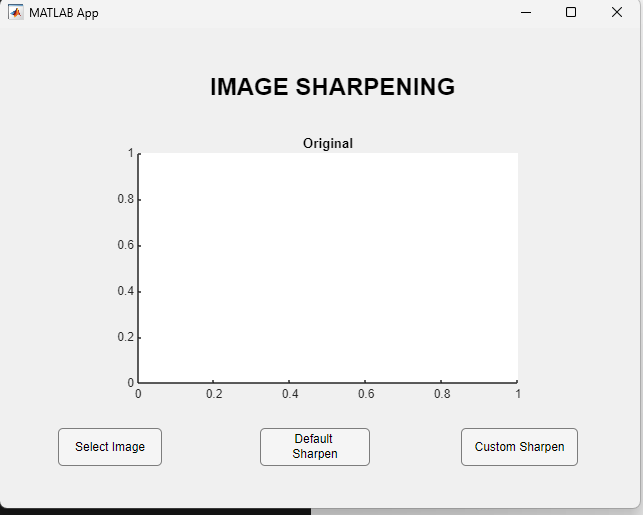 MATLAB App
IMAGE SHARPENING
Original
1
0.8
0.6
0.4
0.2
0
0 0.2 0.4 0.6 0.8 1
Select Image
Default
Sharpen
Custom Sharpen